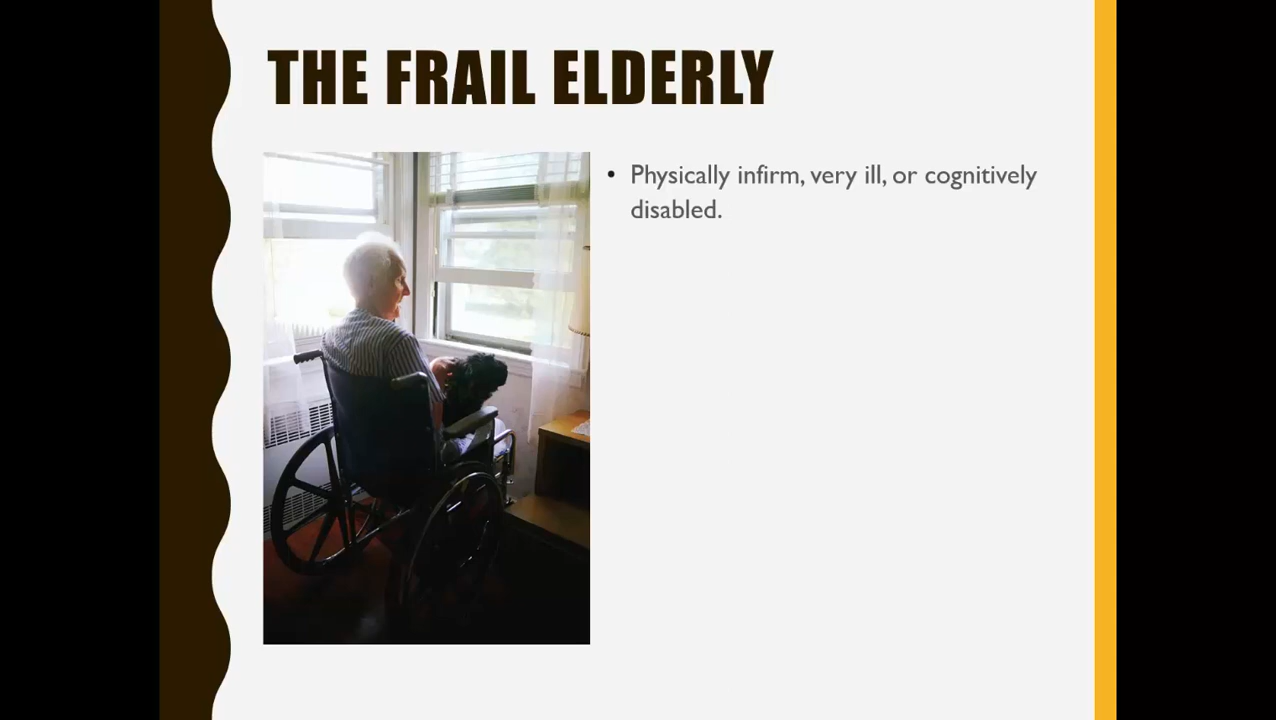 THE FRAIL ELDERLY
• Physically infirm, very ill, or cognitively
disabled.